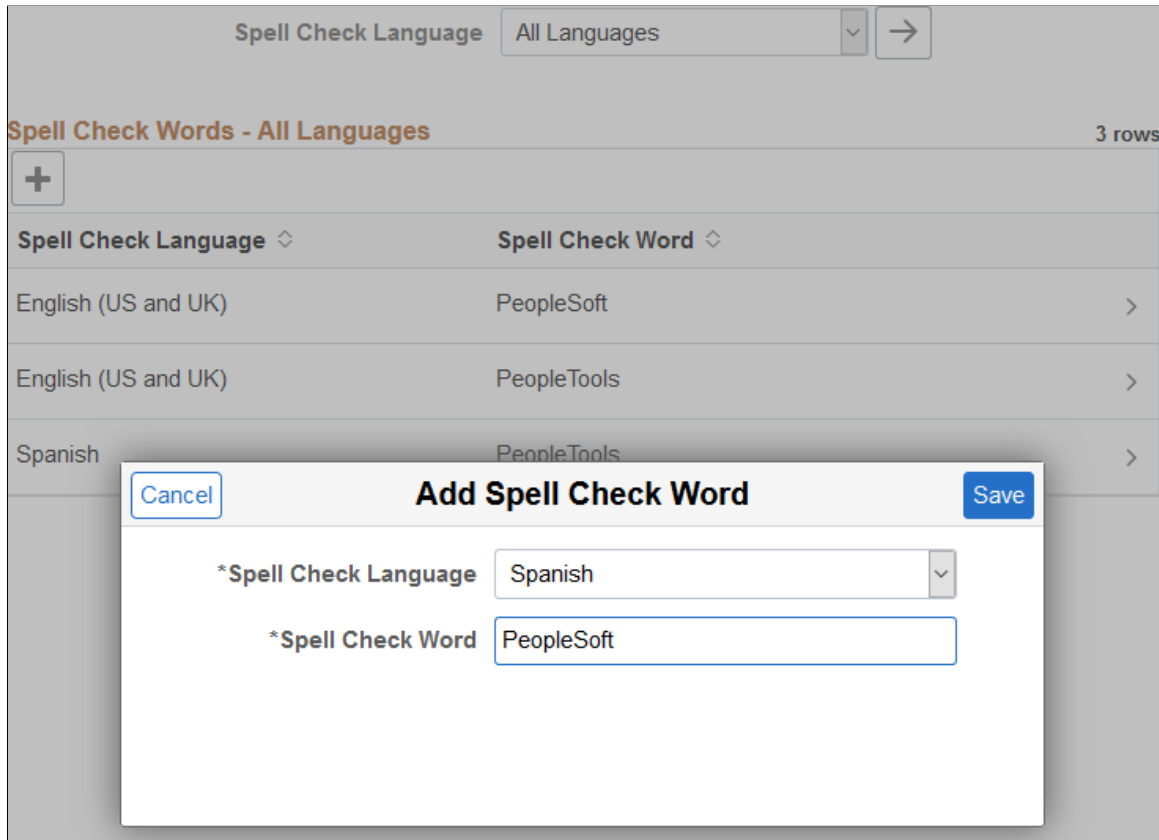 Spell Check Language All Languages
Spell Check Words - All Languages 3 rows
Spell Check Language Spell Check Word
English (US and UK) PeopleSoft
English (US and UK) PeopleTools
Spanish PeopleTools
Cancel Add Spell Check Word Save
*Spell Check Language Spanish
*Spell Check Word PeopleSoft